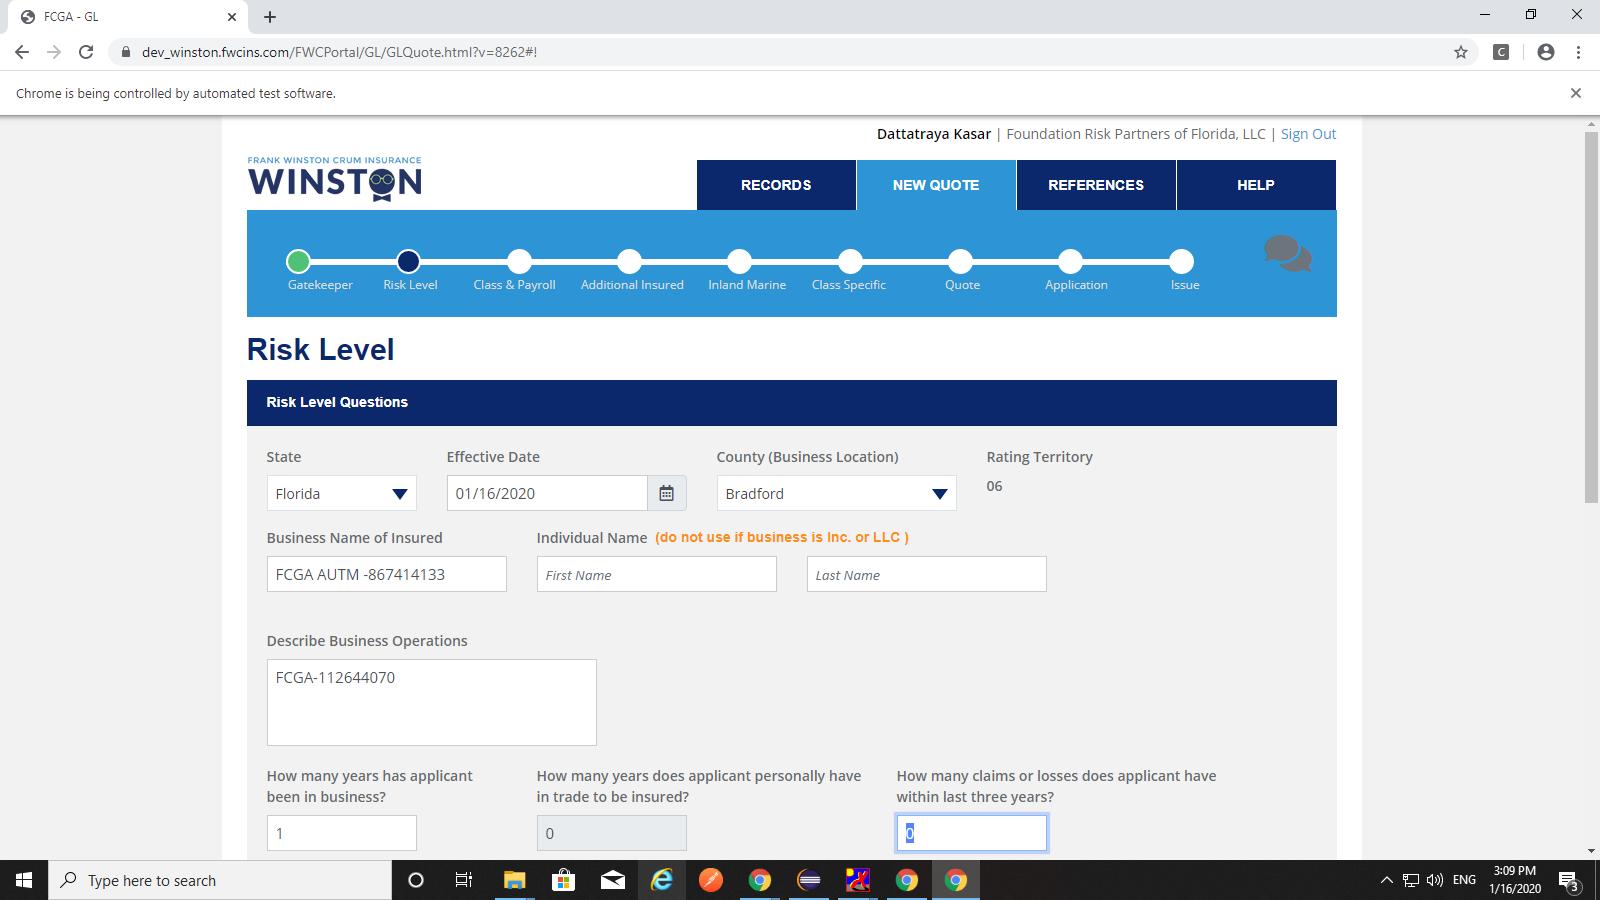 FCGA - GL
dev_winston.fwcins.com/FWCPortal/GL/GLQuote.html?v=8262#!
C
Chrome is being controlled by automated test software.
Dattatraya Kasar | Foundation Risk Partners of Florida, LLC | Sign Out
FRANK WINSTON CRUM INSURANCE
WINSTON
RECORDS NEW QUOTE REFERENCES HELP
Gatekeeper Risk Level Class & Payroll Additional Insured Inland Marine Class Specific Quote Application Issue
Risk Level
Risk Level Questions
State Effective Date County (Business Location) Rating Territory
Florida 01/16/2020 Bradford 06
Business Name of Insured Individual Name (do not use if business is Inc. or LLC )
FCGA AUTM -867414133 First Name Last Name
Describe Business Operations
FCGA-112644070
How many years has applicant been in business?
How many years does applicant personally have in trade to be insured?
How many claims or losses does applicant have within last three years?
1 0 0
Type here to search
ENG
3:09 PM
1/16/2020
3